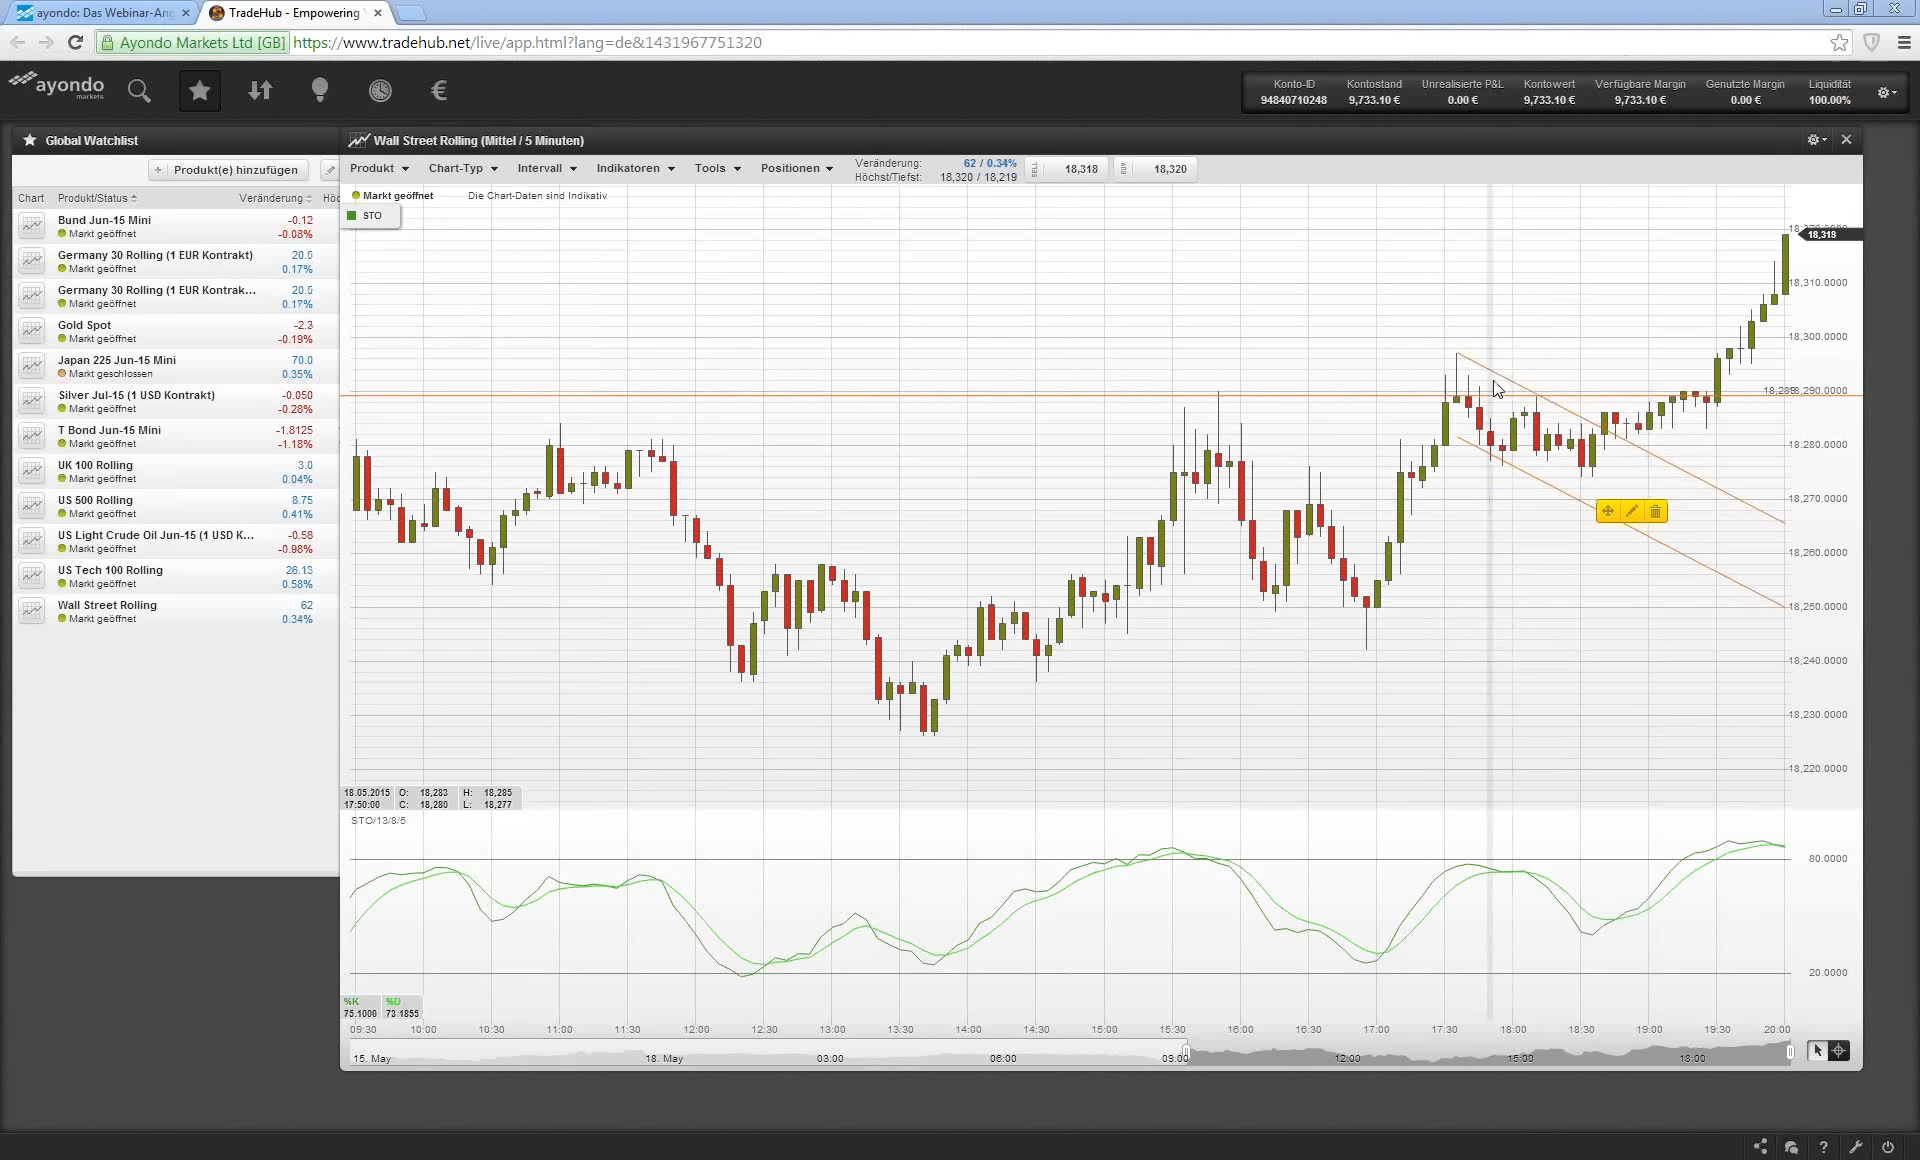 ayondo: Das Webinar-Ang
TradeHub - Empowering
Ayondo Markets Ltd [GB] https://www.tradehub.net/live/app.html?lang=de&1431967751320
ayondo
markets
Konto-ID Kontostand Unrealisierte P&L Kontowert Verfügbare Margin Genutzte Margin Liquidität
94840710248 9,733.10 € 0.00 € 9,733.10 € 9,733.10 € 0.00 € 100.00%
Global Watchlist
+ Produkt(e) hinzufügen
Chart Produkt/Status Veränderung Höc
Bund Jun-15 Mini -0.12
Markt geöffnet -0.08%
Germany 30 Rolling (1 EUR Kontrakt) 20.5
Markt geöffnet 0.17%
Germany 30 Rolling (1 EUR Kontrak... 20.5
Markt geöffnet 0.17%
Gold Spot -2.3
Markt geöffnet -0.19%
Japan 225 Jun-15 Mini 70.0
Markt geschlossen 0.35%
Silver Jul-15 (1 USD Kontrakt) -0.050
Markt geöffnet -0.28%
T Bond Jun-15 Mini -1.8125
Markt geöffnet -1.18%
UK 100 Rolling 3.0
Markt geöffnet 0.04%
US 500 Rolling 8.75
Markt geöffnet 0.41%
US Light Crude Oil Jun-15 (1 USD K... -0.58
Markt geöffnet -0.98%
US Tech 100 Rolling 26.13
Markt geöffnet 0.58%
Wall Street Rolling 62
Markt geöffnet 0.34%
Wall Street Rolling (Mittel / 5 Minuten)
Produkt Chart-Typ Intervall Indikatoren Tools Positionen
Veränderung: 62 / 0.34%
Höchst/Tiefst: 18,320 / 18,219
SELL 18,318 BUY 18,320
Markt geöffnet Die Chart-Daten sind Indikativ
STO
18,318
18,310.0000
18,300.0000
18,289
18,290.0000
18,280.0000
18,270.0000
18,260.0000
18,250.0000
18,240.0000
18,230.0000
18,220.0000
18.05.2015 O: 18,283 H: 18,285
17:50:00 C: 18,280 L: 18,277
STO/13/8/5
80.0000
20.0000
%K %D
75.1006 73.1855
09:30 10:00 10:30 11:00 11:30 12:00 12:30 13:00 13:30 14:00 14:30 15:00 15:30 16:00 16:30 17:00 17:30 18:00 18:30 19:00 19:30 20:00
15. May 18. May 03:00 06:00 09:00 12:00 15:00 18:00